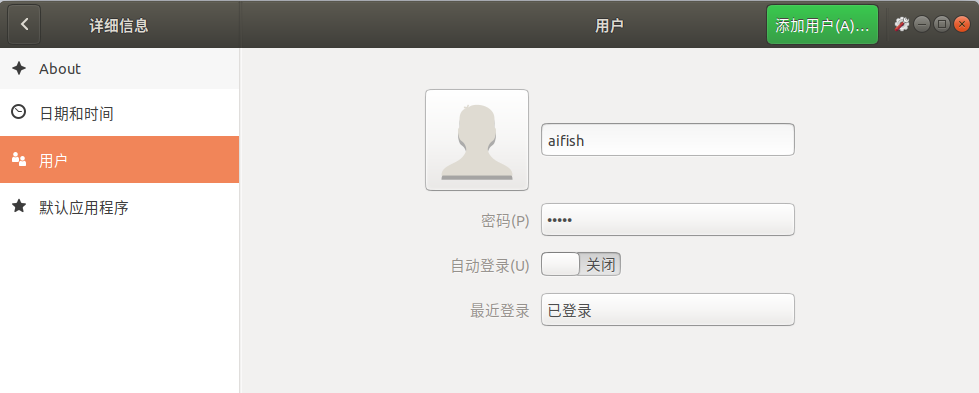 详细信息
用户
添加用户(A)...
About
日期和时间
用户
默认应用程序
aifish
密码(P)
•••••
自动登录(U)
关闭
最近登录
已登录